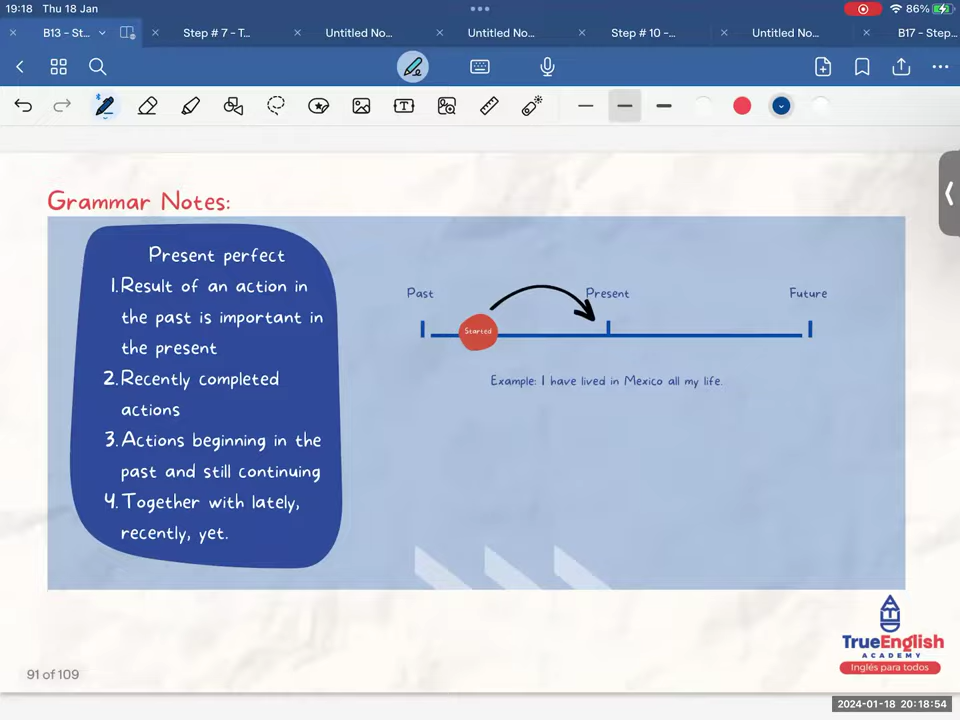 19:18 Thu 18 Jan
86%
B13 - St...
Step # 7 - T...
Untitled No...
Untitled No...
Step # 10 -...
Untitled No...
B17 - Step...
Grammar Notes:
Present perfect
1. Result of an action in
the past is important in
the present
2. Recently completed
actions
3. Actions beginning in the
past and still continuing
4. Together with lately,
recently, yet.
Past
Present
Future
Started
Example: I have lived in Mexico all my life.
TrueEnglish
ACADEMY
Inglés para todos
91 of 109
2024-01-18 20:18:54